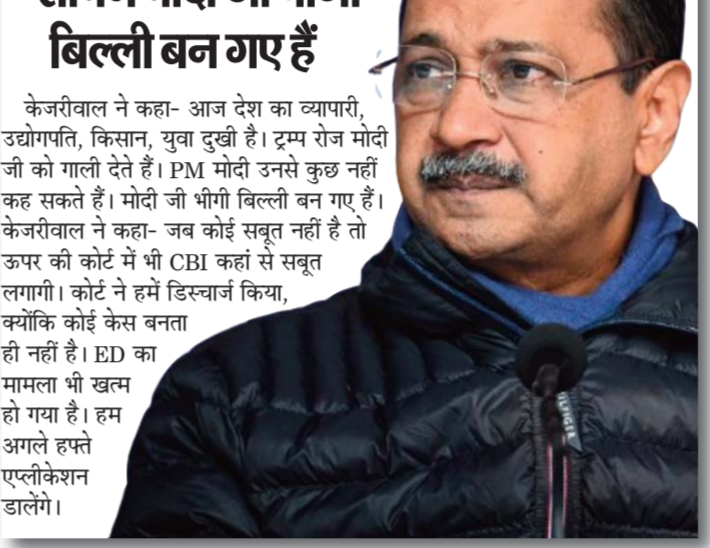 बिल्ली बन गए हैं
केजरीवाल ने कहा- आज देश का व्यापारी,
उद्योगपति, किसान, युवा दुखी है। ट्रम्प रोज मोदी
जी को गाली देते हैं। PM मोदी उनसे कुछ नहीं
कह सकते हैं। मोदी जी भीगी बिल्ली बन गए हैं।
केजरीवाल ने कहा- जब कोई सबूत नहीं है तो
ऊपर की कोर्ट में भी CBI कहां से सबूत
लगागी। कोर्ट ने हमें डिस्चार्ज किया,
क्योंकि कोई केस बनता
ही नहीं है। ED का
मामला भी खत्म
हो गया है। हम
अगले हफ्ते
एप्लीकेशन
डालेंगे।